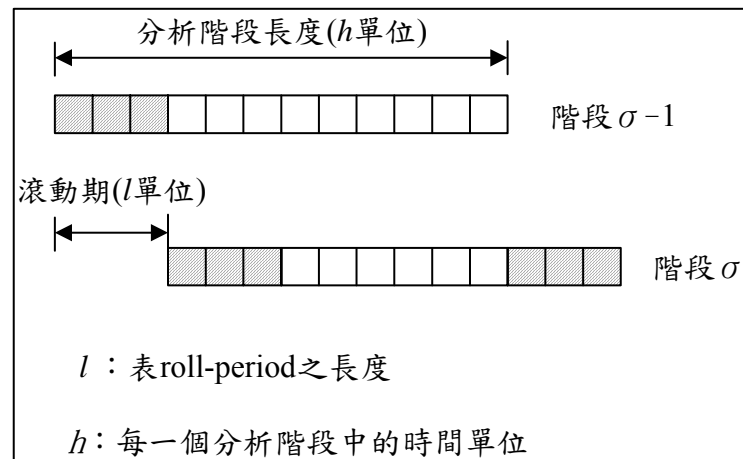 分析階段長度(h單位)
階段σ-1
滾動期(l單位)
階段σ
l：表roll-period之長度
h：每一個分析階段中的時間單位